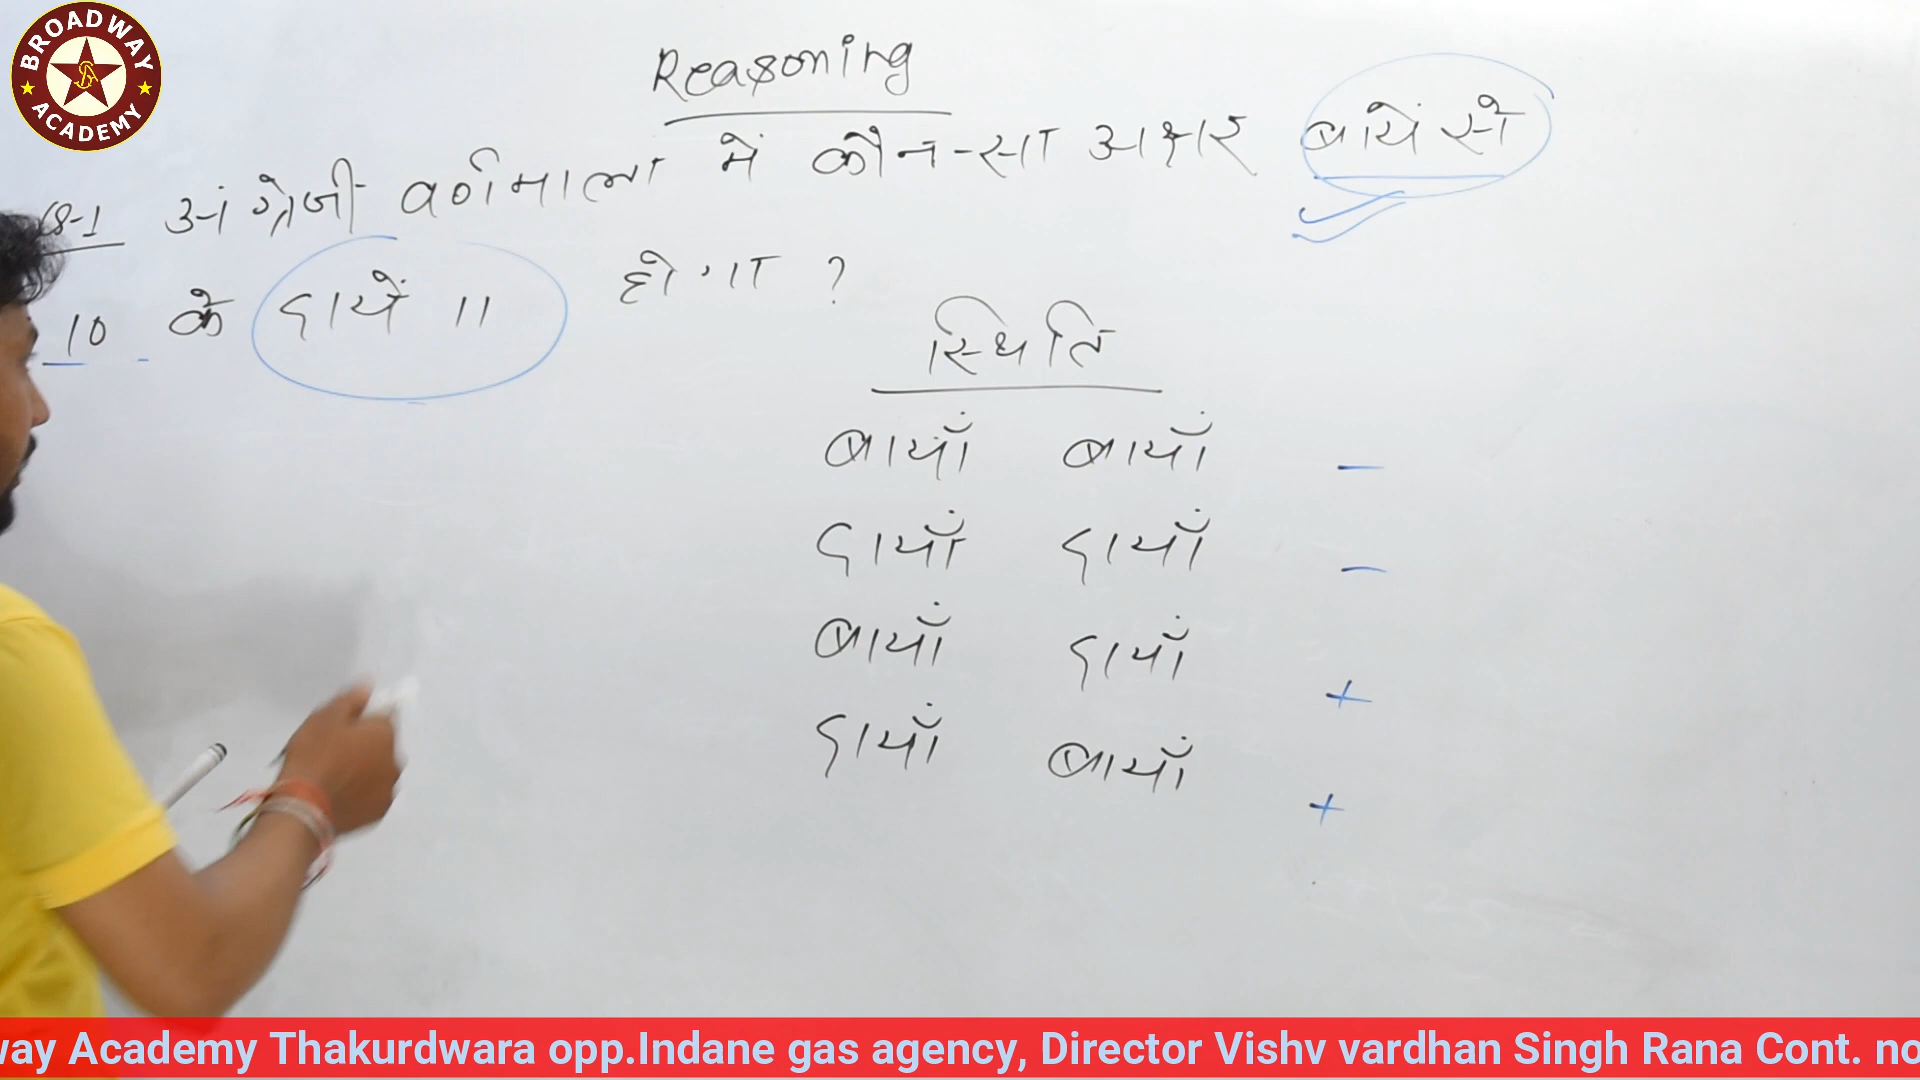 BROADWAY ACADEMY
Reasoning
8-1 अंग्रेजी वर्णमाला में कौन-सा अक्षर बायें से
10 के दायें 11 होगा ?
स्थिति
बायाँ बायाँ -
दायाँ दायाँ -
बायाँ दायाँ +
दायाँ बायाँ +
way Academy Thakurdwara opp.Indane gas agency, Director Vishv vardhan Singh Rana Cont. no